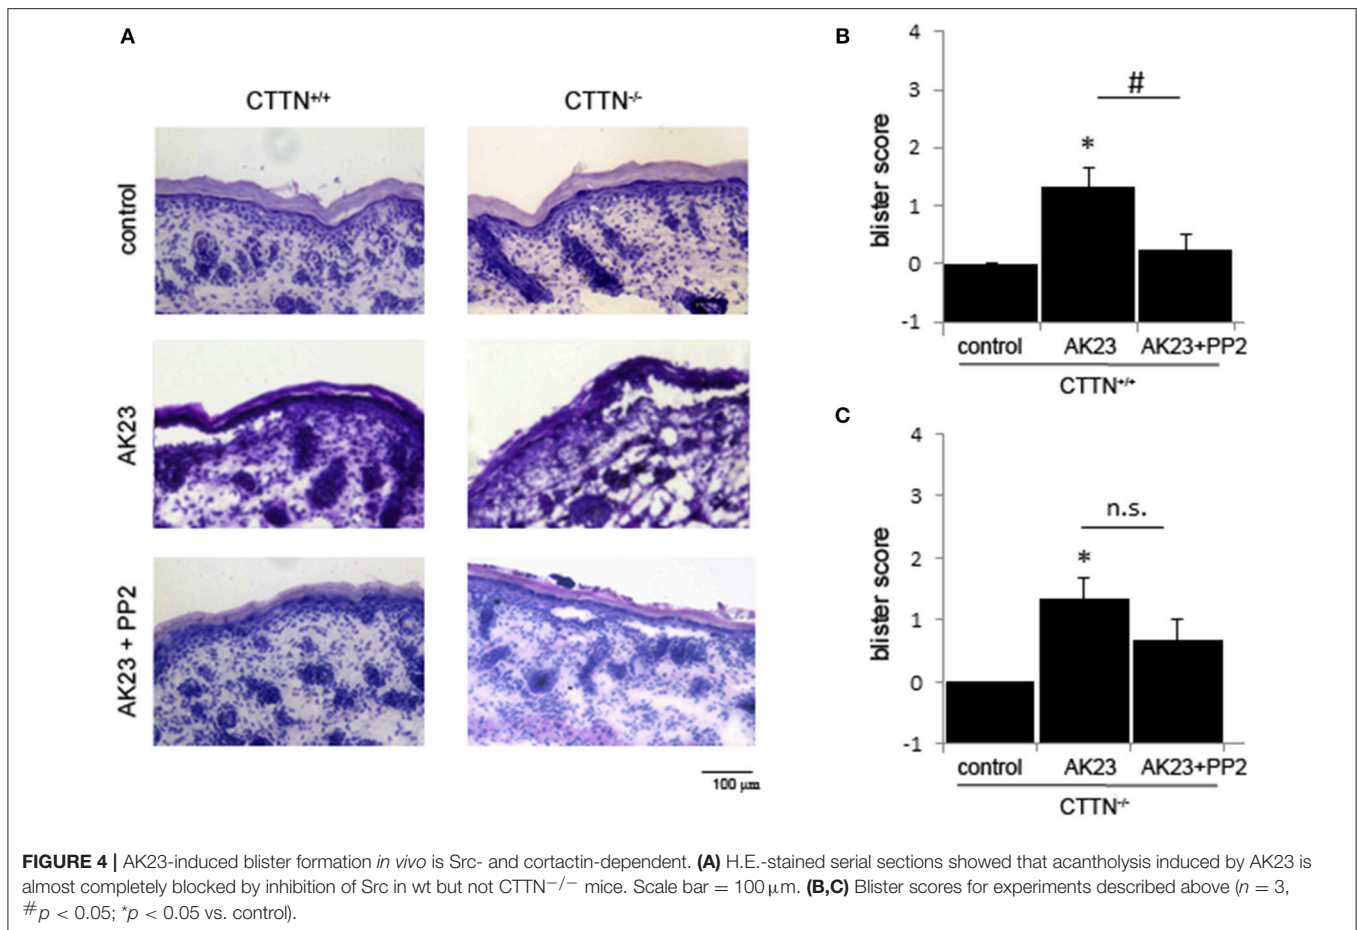 A
CTTN+/+
CTTN-/-
control
AK23
AK23 + PP2
100 µm
B
blister score
4
3
2
1
0
-1
#
*
control
AK23
AK23+PP2
CTTN+/+
C
blister score
4
3
2
1
0
-1
n.s.
*
control
AK23
AK23+PP2
CTTN-/-
FIGURE 4 | AK23-induced blister formation in vivo is Src- and cortactin-dependent. (A) H.E.-stained serial sections showed that acantholysis induced by AK23 is
almost completely blocked by inhibition of Src in wt but not CTTN−/− mice. Scale bar = 100 µm. (B,C) Blister scores for experiments described above (n = 3,
#p < 0.05; *p < 0.05 vs. control).